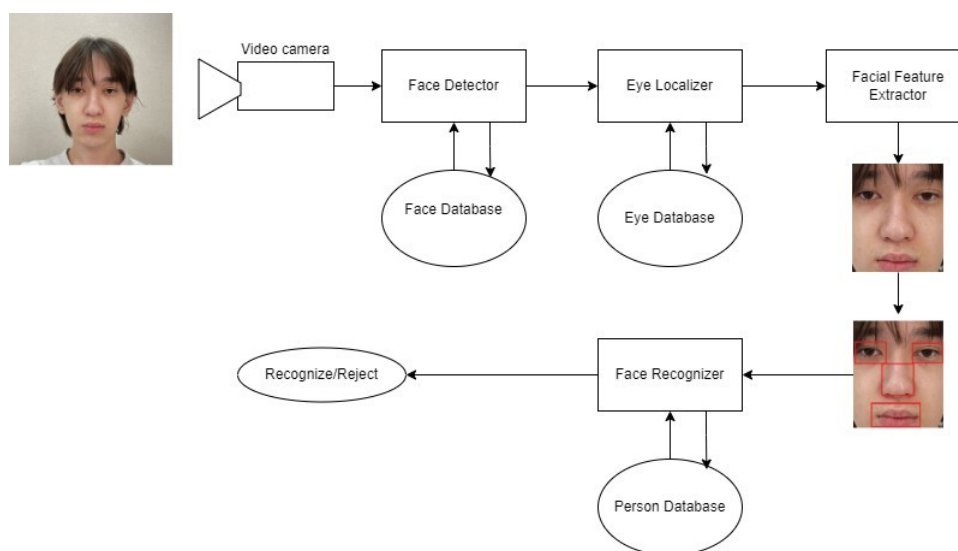 Video camera
Face Detector
Eye Localizer
Facial Feature
Extractor
Face Database
Eye Database
Recognize/Reject
Face Recognizer
Person Database